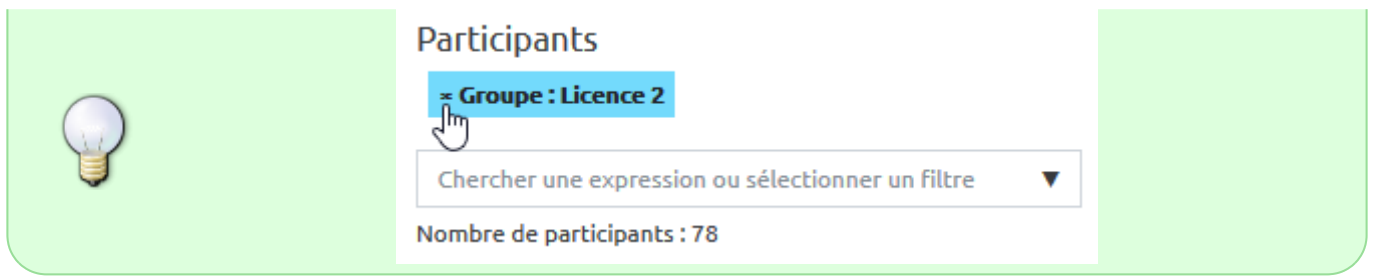 Participants
× Groupe : Licence 2
Chercher une expression ou sélectionner un filtre ▼
Nombre de participants : 78